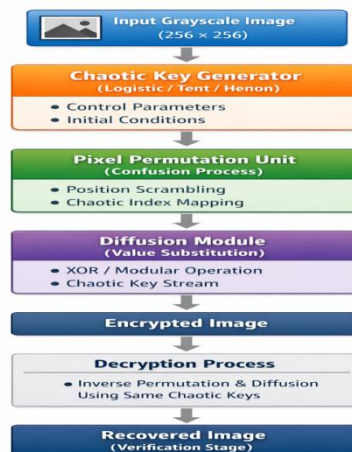 Input Grayscale Image
(256 × 256)
Chaotic Key Generator
(Logistic / Tent / Henon)
• Control Parameters
• Initial Conditions
Pixel Permutation Unit
(Confusion Process)
• Position Scrambling
• Chaotic Index Mapping
Diffusion Module
(Value Substitution)
• XOR / Modular Operation
• Chaotic Key Stream
Encrypted Image
Decryption Process
• Inverse Permutation & Diffusion
Using Same Chaotic Keys
Recovered Image
(Verification Stage)